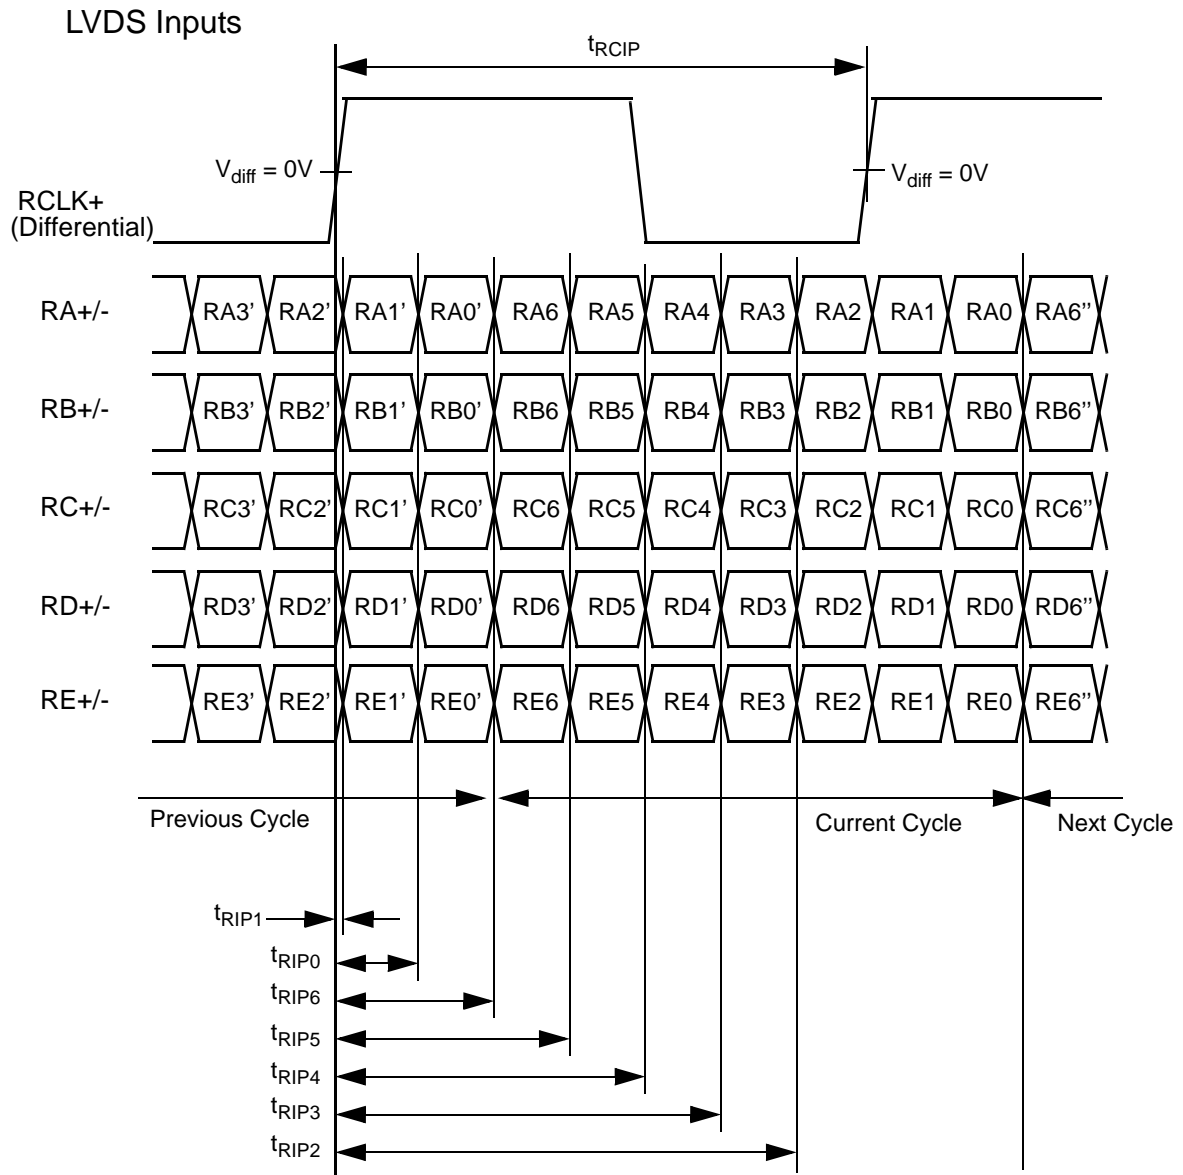 LVDS Inputs
tRCIP
Vdiff = 0V
Vdiff = 0V
RCLK+
(Differential)
RA+/- RA3' RA2' RA1' RA0' RA6 RA5 RA4 RA3 RA2 RA1 RA0 RA6''
RB+/- RB3' RB2' RB1' RB0' RB6 RB5 RB4 RB3 RB2 RB1 RB0 RB6''
RC+/- RC3' RC2' RC1' RC0' RC6 RC5 RC4 RC3 RC2 RC1 RC0 RC6''
RD+/- RD3' RD2' RD1' RD0' RD6 RD5 RD4 RD3 RD2 RD1 RD0 RD6''
RE+/- RE3' RE2' RE1' RE0' RE6 RE5 RE4 RE3 RE2 RE1 RE0 RE6''
Previous Cycle Current Cycle Next Cycle
tRIP1
tRIP0
tRIP6
tRIP5
tRIP4
tRIP3
tRIP2